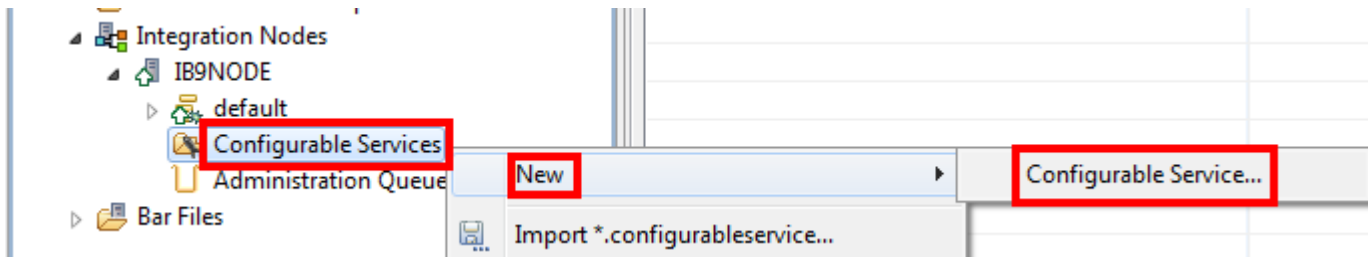 Integration Nodes
IB9NODE
default
Configurable Services
New
Configurable Service...
Administration Queue
Bar Files
Import *.configurableservice...